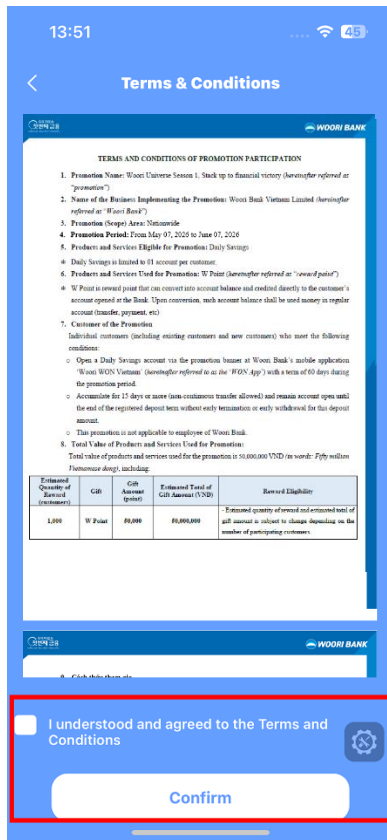 13:51
45
Terms & Conditions
WOORI BANK
TERMS AND CONDITIONS OF PROMOTION PARTICIPATION
1. Promotion Name: Woori Universe Season 1, Stack up to financial victory (hereinafter referred as
"promotion")
2. Name of the Business Implementing the Promotion: Woori Bank Vietnam Limited (hereinafter
referred as "Woori Bank")
3. Promotion (Scope) Area: Nationwide
4. Promotion Period: From May 07, 2026 to June 07, 2026
5. Products and Services Eligible for Promotion: Daily Savings
* Daily Savings is limited to 01 account per customer.
6. Products and Services Used for Promotion: W Point (hereinafter referred as "reward point")
* W Point is reward point that can convert into account balance and credited directly to the customer's
account opened at the Bank. Upon conversion, such account balance shall be used money in regular
account (transfer, payment, etc)
7. Customer of the Promotion
Individual customers (including existing customers and new customers) who meet the following
conditions:
○ Open a Daily Savings account via the promotion banner at Woori Bank's mobile application
'Woori WON Vietnam' (hereinafter referred to as the 'WON App') with a term of 60 days during
the promotion period.
○ Accumulate for 15 days or more (non-continuous transfer allowed) and remain account open until
the end of the registered deposit term without early termination or early withdrawal for this deposit
amount.
○ This promotion is not applicable to employee of Woori Bank.
8. Total Value of Products and Services Used for Promotion:
Total value of products and services used for the promotion is 50,000,000 VND (in words: Fifty million
Vietnamese dong), including:
Estimated
Quantity of
Reward
(customers)
Gift
Gift
Amount
(point)
Estimated Total of
Gift Amount (VND)
Reward Eligibility
1,000
W Point
50,000
50,000,000
- Estimated quantity of reward and estimated total of
gift amount is subject to change depending on the
number of participating customers.
WOORI BANK
I understood and agreed to the Terms and
Conditions
Confirm